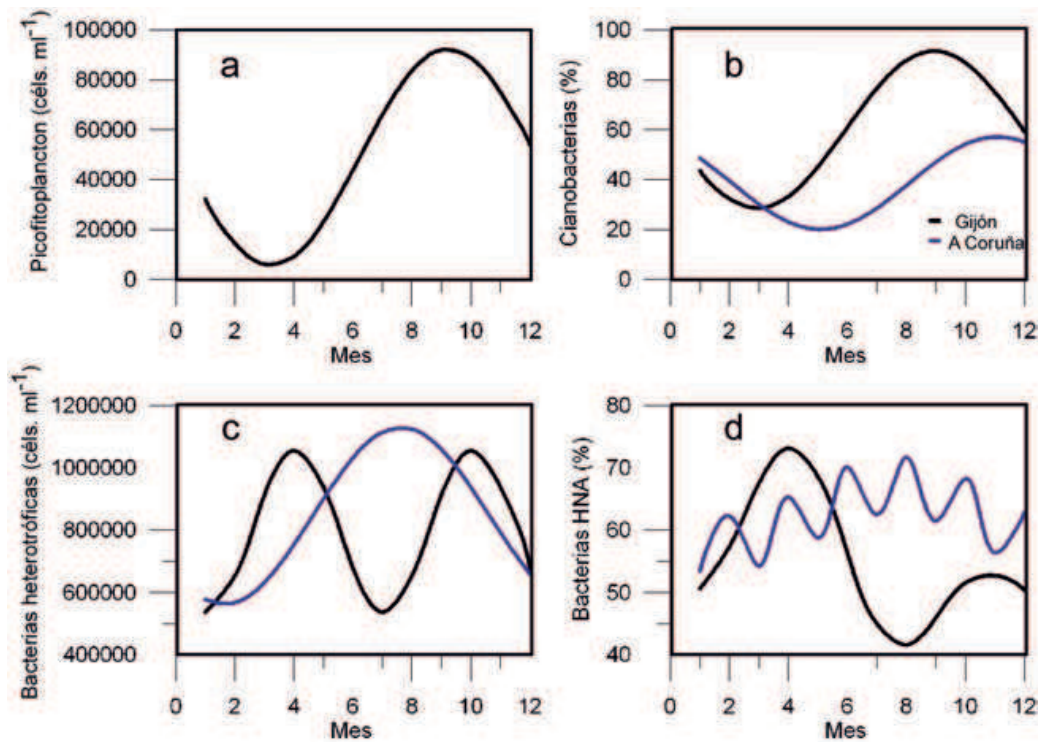 a
Picofitoplancton (céls. ml⁻¹)
100000
80000
60000
40000
20000
0
0 2 4 6 8 10 12
Mes
b
Cianobacterias (%)
100
80
60
40
20
0
Gijón
A Coruña
0 2 4 6 8 10 12
Mes
c
Bacterias heterotróficas (céls. ml⁻¹)
1200000
1000000
800000
600000
400000
0 2 4 6 8 10 12
Mes
d
Bacterias HNA (%)
80
70
60
50
40
0 2 4 6 8 10 12
Mes